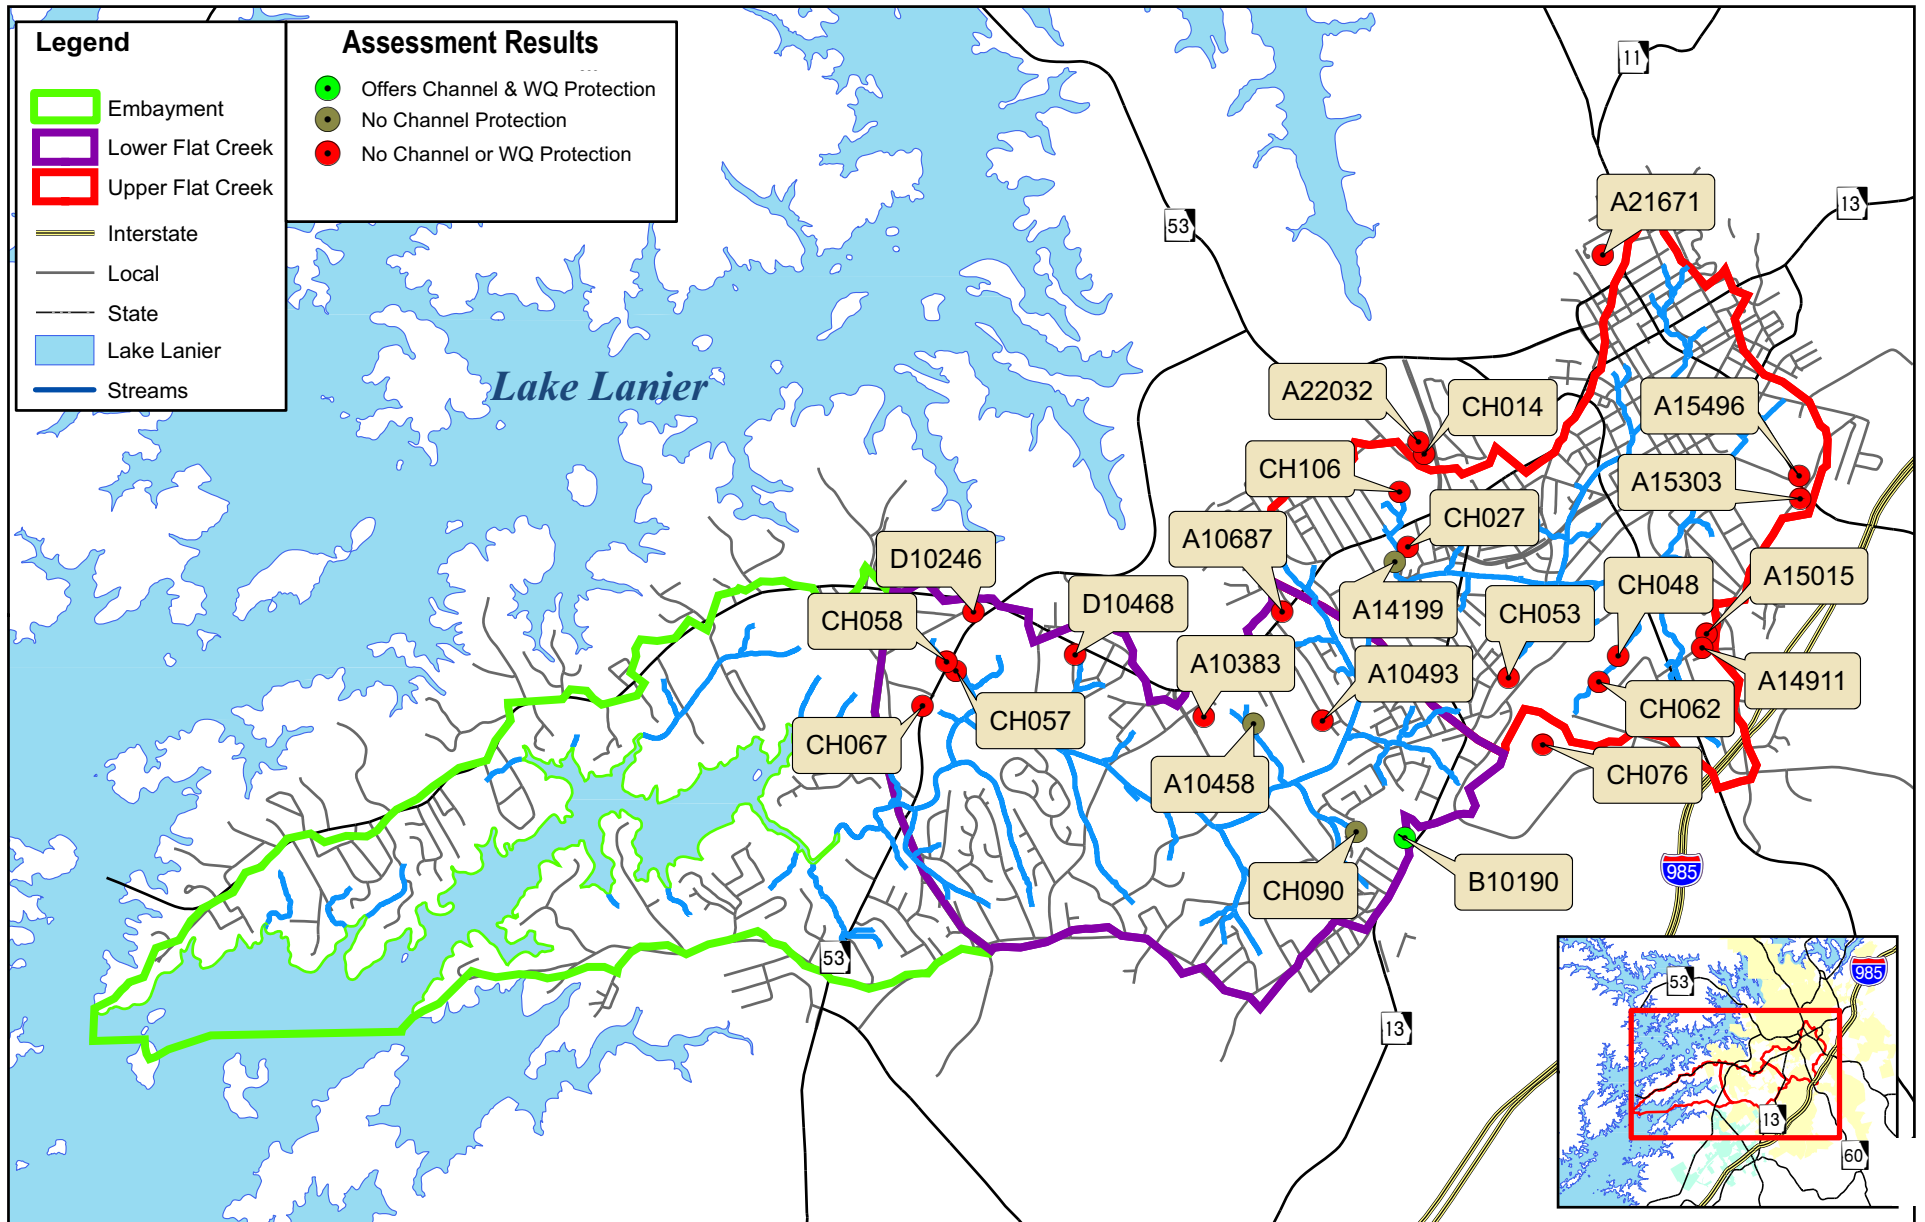 Legend
Embayment
Lower Flat Creek
Upper Flat Creek
Interstate
Local
State
Lake Lanier
Streams
Assessment Results
Offers Channel & WQ Protection
No Channel Protection
No Channel or WQ Protection
Lake Lanier
11
13
53
A21671
A22032
CH014
A15496
CH106
A15303
CH027
A10687
D10246
CH048
A15015
D10468
A14199
CH053
CH058
A10383
A10493
A14911
CH062
CH057
CH067
CH076
A10458
CH090
B10190
985
53
13
53
985
13
60